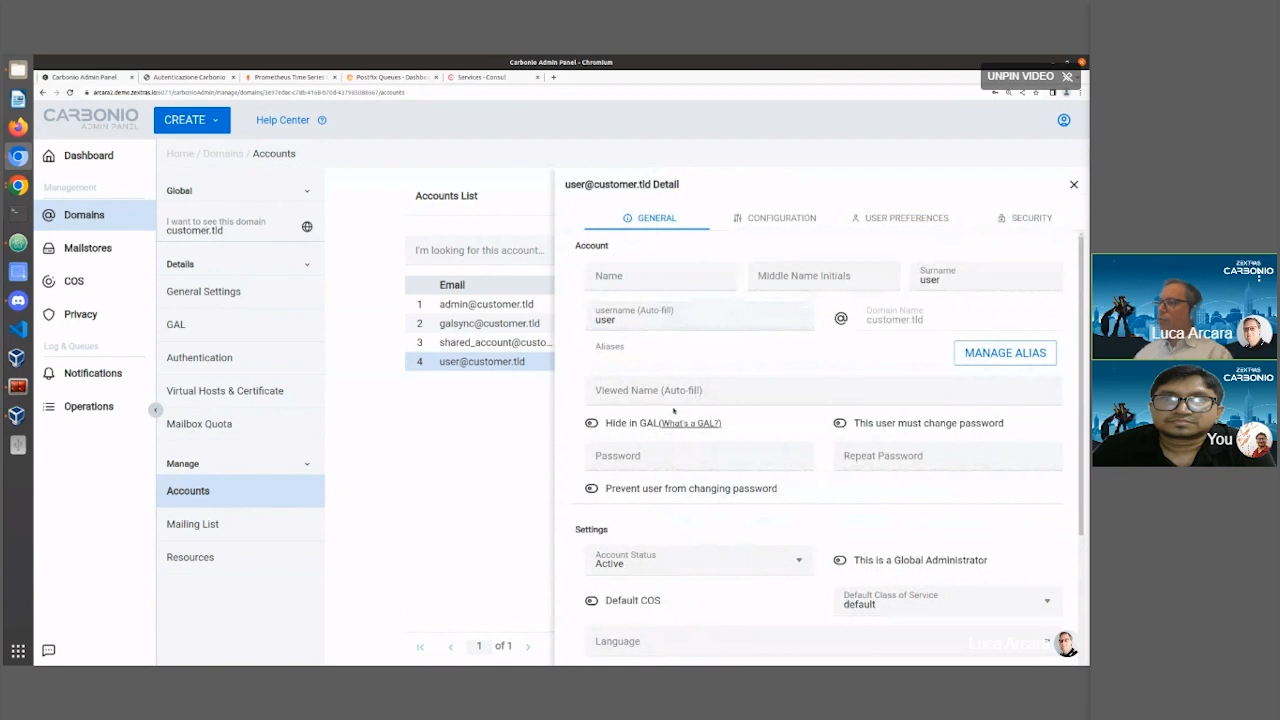 Carbonio Admin Panel - Chromium
Carbonio Admin Panel
Autenticazione Carbonio
Prometheus Time Series C
Postfix Queues - Dashbo
Services - Consul
UNPIN VIDEO
CARBONIO
ADMIN PANEL
CREATE
Help Center
Dashboard
Management
Domains
Mailstores
COS
Privacy
Log & Queues
Notifications
Operations
Home / Domains / Accounts
Global
I want to see this domain
customer.tld
Details
General Settings
GAL
Authentication
Virtual Hosts & Certificate
Mailbox Quota
Manage
Accounts
Mailing List
Resources
Accounts List
I'm looking for this account...
Email
1 admin@customer.tld
2 galsync@customer.tld
3 shared_account@custo...
4 user@customer.tld
1 of 1
user@customer.tld Detail
GENERAL
CONFIGURATION
USER PREFERENCES
SECURITY
Account
Name
Middle Name Initials
Surname
user
username (Auto-fill)
user
@
Domain Name
customer.tld
Aliases
MANAGE ALIAS
Viewed Name (Auto-fill)
Hide in GAL(What's a GAL?)
This user must change password
Password
Repeat Password
Prevent user from changing password
Settings
Account Status
Active
This is a Global Administrator
Default COS
Default Class of Service
default
Language
Luca Arcara
ZEXTRAS
CARBONIO
Luca Arcara
ZEXTRAS
CARBONIO
You